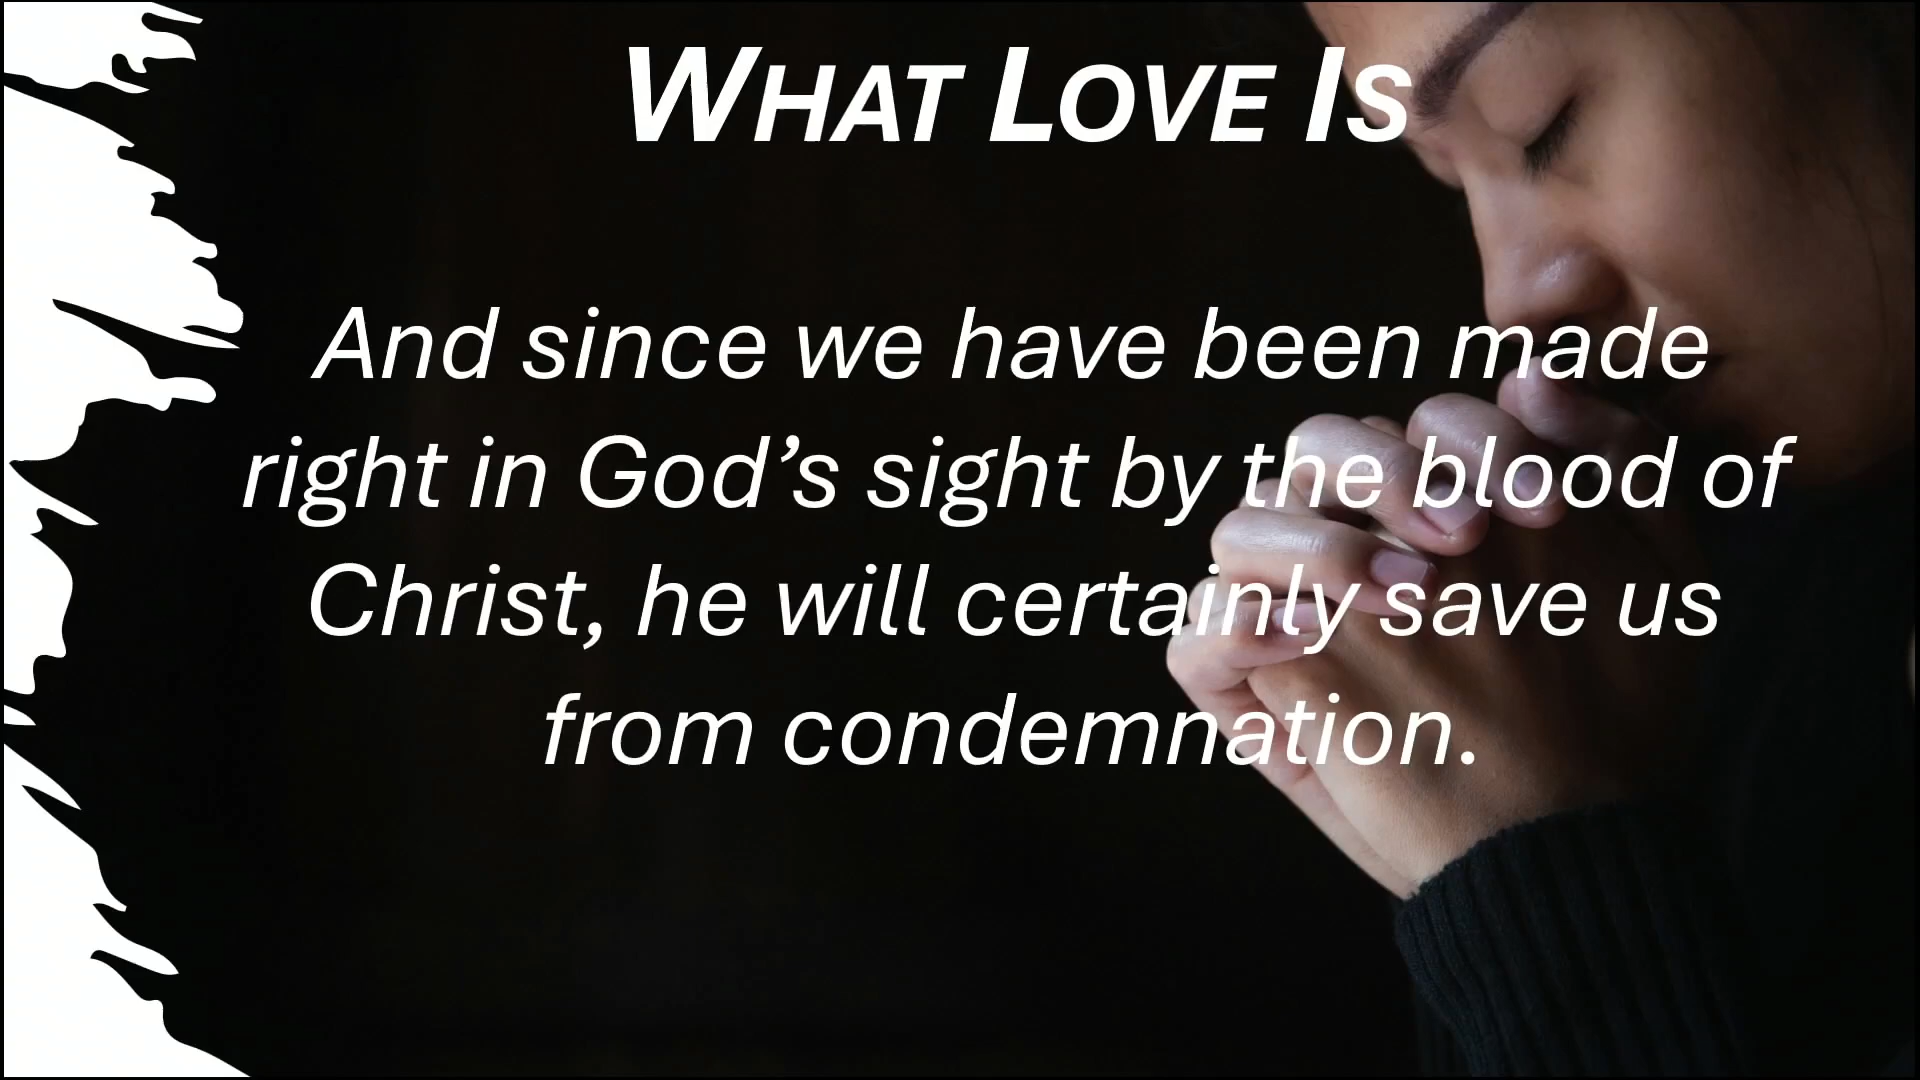 WHAT LOVE IS
And since we have been made
right in God’s sight by the blood of
Christ, he will certainly save us
from condemnation.